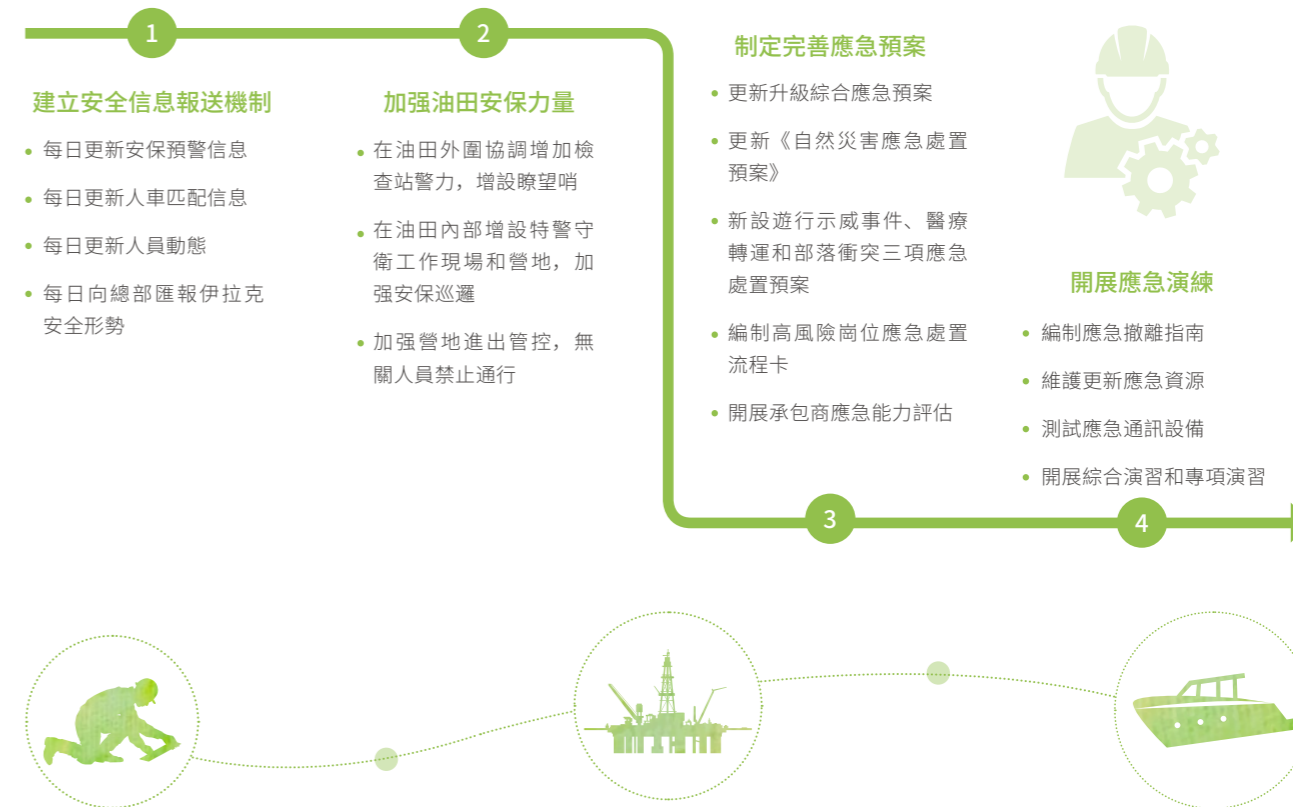 1
建立安全信息報送機制
每日更新安保預警信息
每日更新人車匹配信息
每日更新人員動態
每日向總部匯報伊拉克
安全形勢
2
加强油田安保力量
在油田外圍協調增加檢
查站警力，增設瞭望哨
在油田內部增設特警守
衛工作現場和營地，加
强安保巡邏
加强營地進出管控，無
關人員禁止通行
制定完善應急預案
更新升級綜合應急預案
更新《自然災害應急處置
預案》
新設遊行示威事件、醫療
轉運和部落衝突三項應急
處置預案
編制高風險崗位應急處置
流程卡
開展承包商應急能力評估
3
開展應急演練
編制應急撤離指南
維護更新應急資源
測試應急通訊設備
開展綜合演習和專項演習
4